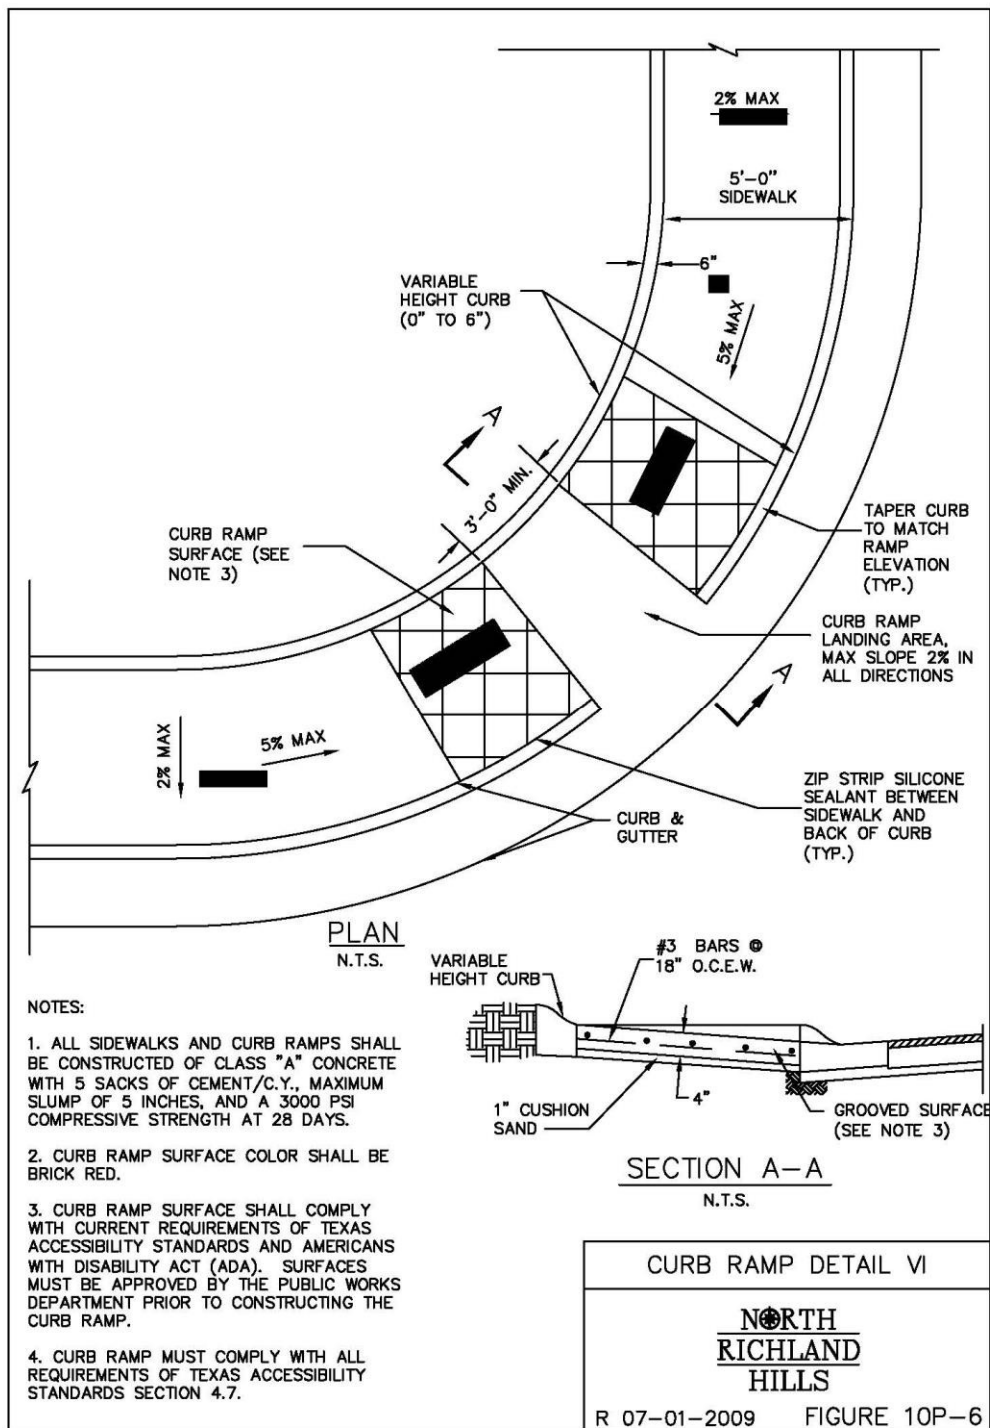 2% MAX
5'-0"
SIDEWALK
6"
VARIABLE
HEIGHT CURB
(0" TO 6")
5% MAX
A
3'-0" MIN.
CURB RAMP
SURFACE (SEE
NOTE 3)
TAPER CURB
TO MATCH
RAMP
ELEVATION
(TYP.)
CURB RAMP
LANDING AREA,
MAX SLOPE 2% IN
ALL DIRECTIONS
A
2% MAX
5% MAX
ZIP STRIP SILICONE
SEALANT BETWEEN
SIDEWALK AND
BACK OF CURB
(TYP.)
CURB &
GUTTER
PLAN
N.T.S.
VARIABLE
HEIGHT CURB
#3 BARS @
18" O.C.E.W.
1" CUSHION
SAND
4"
GROOVED SURFACE
(SEE NOTE 3)
SECTION A-A
N.T.S.
NOTES:
1. ALL SIDEWALKS AND CURB RAMPS SHALL
BE CONSTRUCTED OF CLASS "A" CONCRETE
WITH 5 SACKS OF CEMENT/C.Y., MAXIMUM
SLUMP OF 5 INCHES, AND A 3000 PSI
COMPRESSIVE STRENGTH AT 28 DAYS.
2. CURB RAMP SURFACE COLOR SHALL BE
BRICK RED.
3. CURB RAMP SURFACE SHALL COMPLY
WITH CURRENT REQUIREMENTS OF TEXAS
ACCESSIBILITY STANDARDS AND AMERICANS
WITH DISABILITY ACT (ADA). SURFACES
MUST BE APPROVED BY THE PUBLIC WORKS
DEPARTMENT PRIOR TO CONSTRUCTING THE
CURB RAMP.
4. CURB RAMP MUST COMPLY WITH ALL
REQUIREMENTS OF TEXAS ACCESSIBILITY
STANDARDS SECTION 4.7.
CURB RAMP DETAIL VI
NORTH
RICHLAND
HILLS
R 07-01-2009 FIGURE 10P-6